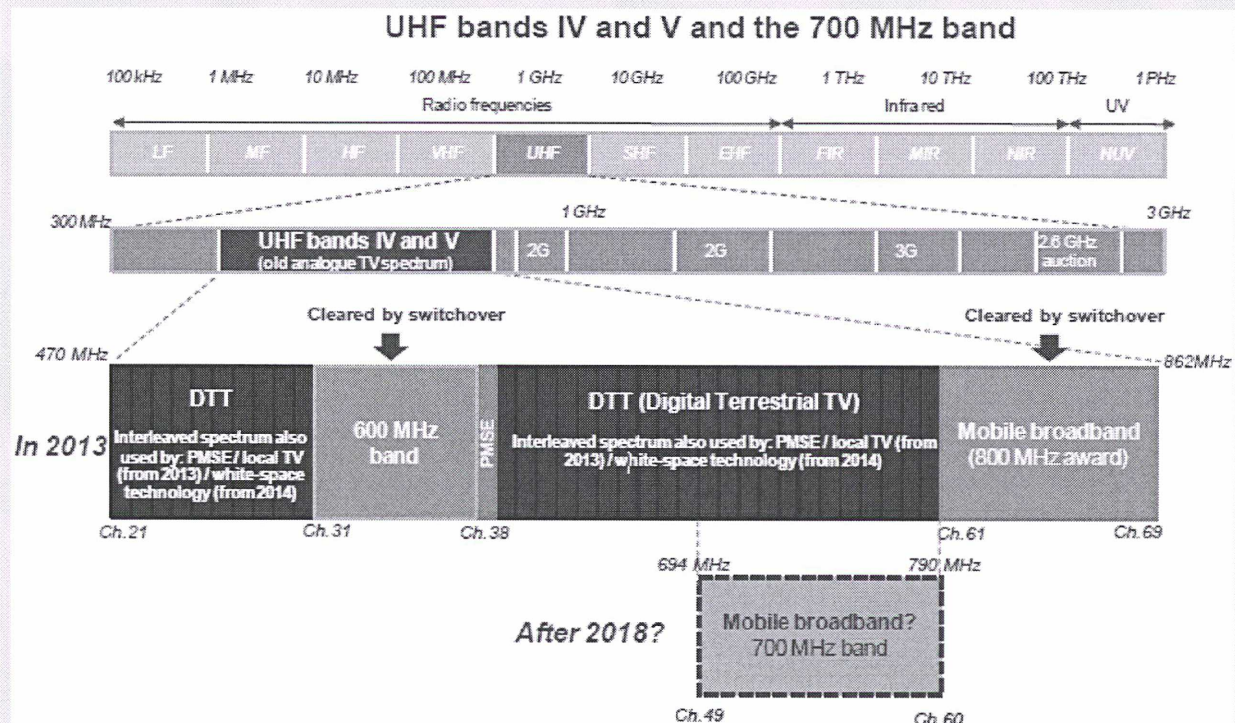 UHF bands IV and V and the 700 MHz band
100 kHz 1 MHz 10 MHz 100 MHz 1 GHz 10 GHz 100 GHz 1 THz 10 THz 100 THz 1 PHz
Radio frequencies Infrared UV
LF MF HF VHF UHF SHF EHF FIR MIR NIR NUV
300 MHz 1 GHz 3 GHz
UHF bands IV and V
(old analogue TV spectrum)
2G 2G 3G
2.6 GHz
auction
Cleared by switchover Cleared by switchover
470 MHz 862MHz
In 2013
DTT
Interleaved spectrum also
used by: PMSE / local TV
(from 2013) / white-space
technology (from 2014)
600 MHz
band
PMSE
DTT (Digital Terrestrial TV)
Interleaved spectrum also used by: PMSE / local TV (from
2013) / white-space technology (from 2014)
Mobile broadband
(800 MHz award)
Ch.21 Ch.31 Ch.38 Ch.61 Ch.69
694 MHz 790 MHz
After 2018?
Mobile broadband?
700 MHz band
Ch.49 Ch.60